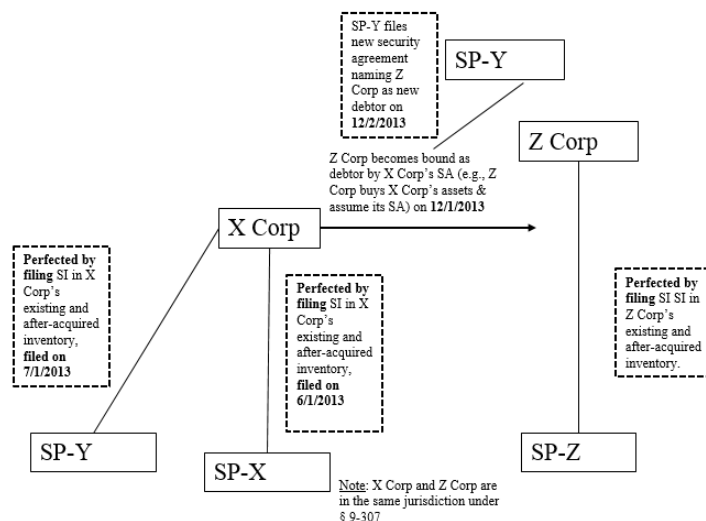 SP-Y files
new security
agreement
naming Z
Corp as new
debtor on
12/2/2013
SP-Y
Z Corp
Z Corp becomes bound as
debtor by X Corp's SA (e.g., Z
Corp buys X Corp's assets &
assume its SA) on 12/1/2013
X Corp
Perfected by
filing SI in X
Corp's
existing and
after-acquired
inventory,
filed on
7/1/2013
Perfected by
filing SI in X
Corp's
existing and
after-acquired
inventory,
filed on
6/1/2013
Perfected by
filing SI SI in
Z Corp's
existing and
after-acquired
inventory.
SP-Y
SP-X
SP-Z
Note: X Corp and Z Corp are
in the same jurisdiction under
§ 9-307